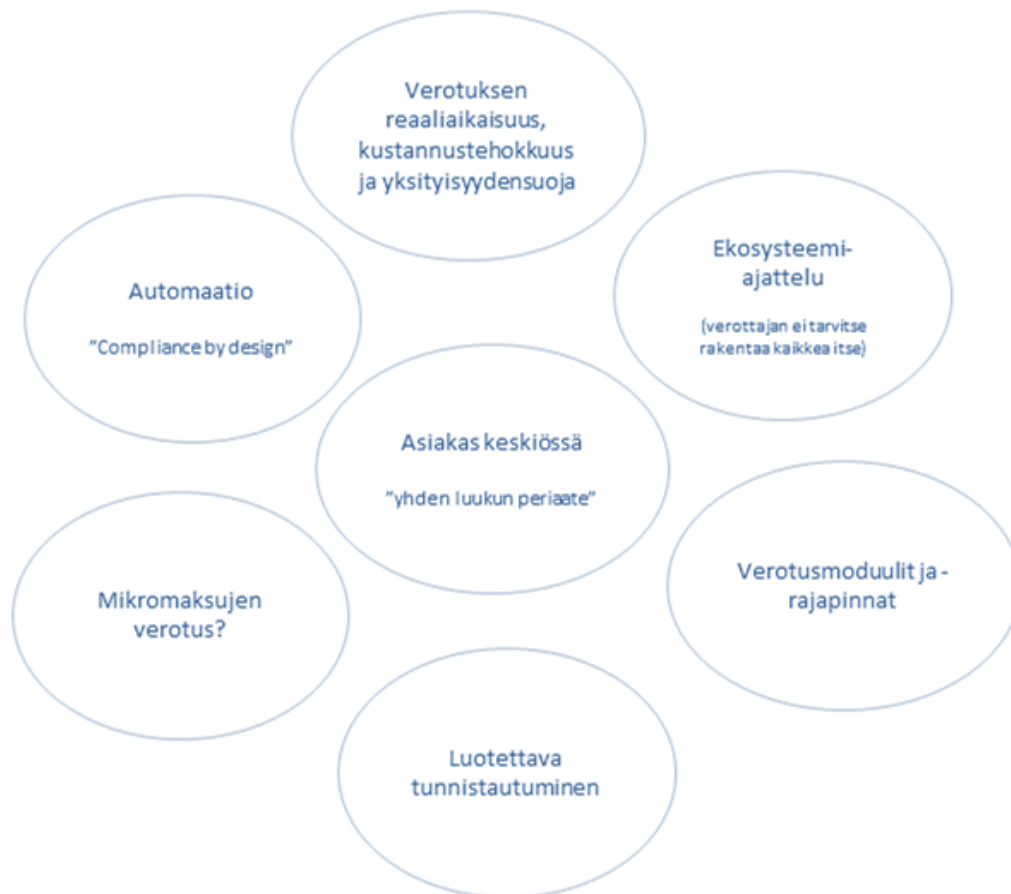 Verotuksen
reaaliaikaisuus,
kustannustehokkuus
ja yksityisyydensuoja
Ekosysteemi-
ajattelu
(verottajan ei tarvitse
rakentaa kaikkea itse)
Automaatio
”Compliance by design”
Asiakas keskiössä
”yhden luukun periaate”
Verotusmoduulit ja -
rajapinnat
Mikromaksujen
verotus?
Luotettava
tunnistautuminen